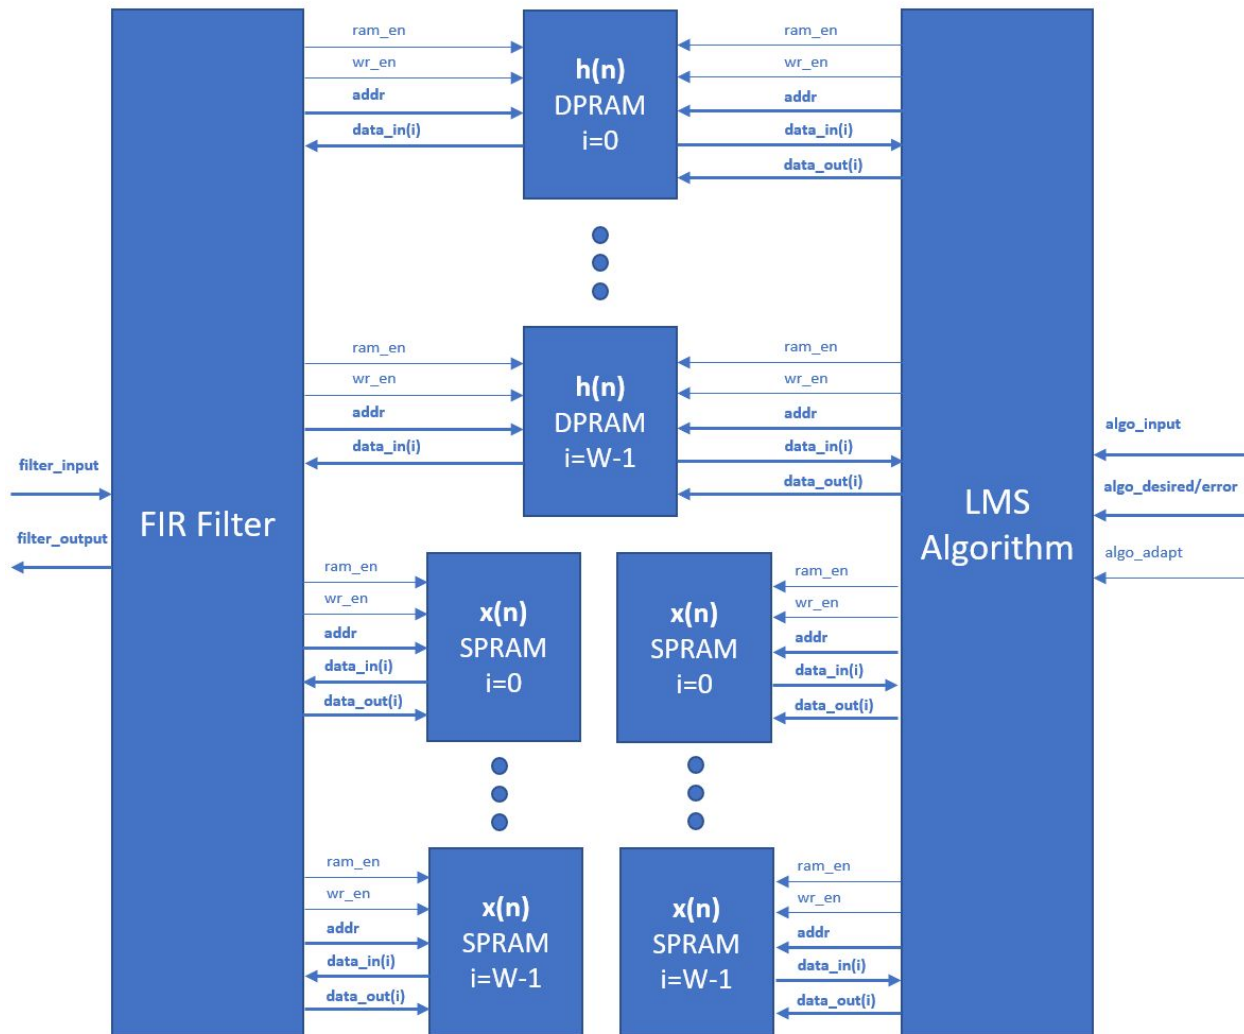 ram_en
wr_en
addr
data_in(i)
h(n)
DPRAM
i=0
ram_en
wr_en
addr
data_in(i)
data_out(i)
ram_en
wr_en
addr
data_in(i)
h(n)
DPRAM
i=W-1
ram_en
wr_en
addr
data_in(i)
data_out(i)
filter_input
filter_output
FIR Filter
LMS
Algorithm
algo_input
algo_desired/error
algo_adapt
ram_en
wr_en
addr
data_in(i)
data_out(i)
x(n)
SPRAM
i=0
x(n)
SPRAM
i=0
ram_en
wr_en
addr
data_in(i)
data_out(i)
ram_en
wr_en
addr
data_in(i)
data_out(i)
x(n)
SPRAM
i=W-1
x(n)
SPRAM
i=W-1
ram_en
wr_en
addr
data_in(i)
data_out(i)